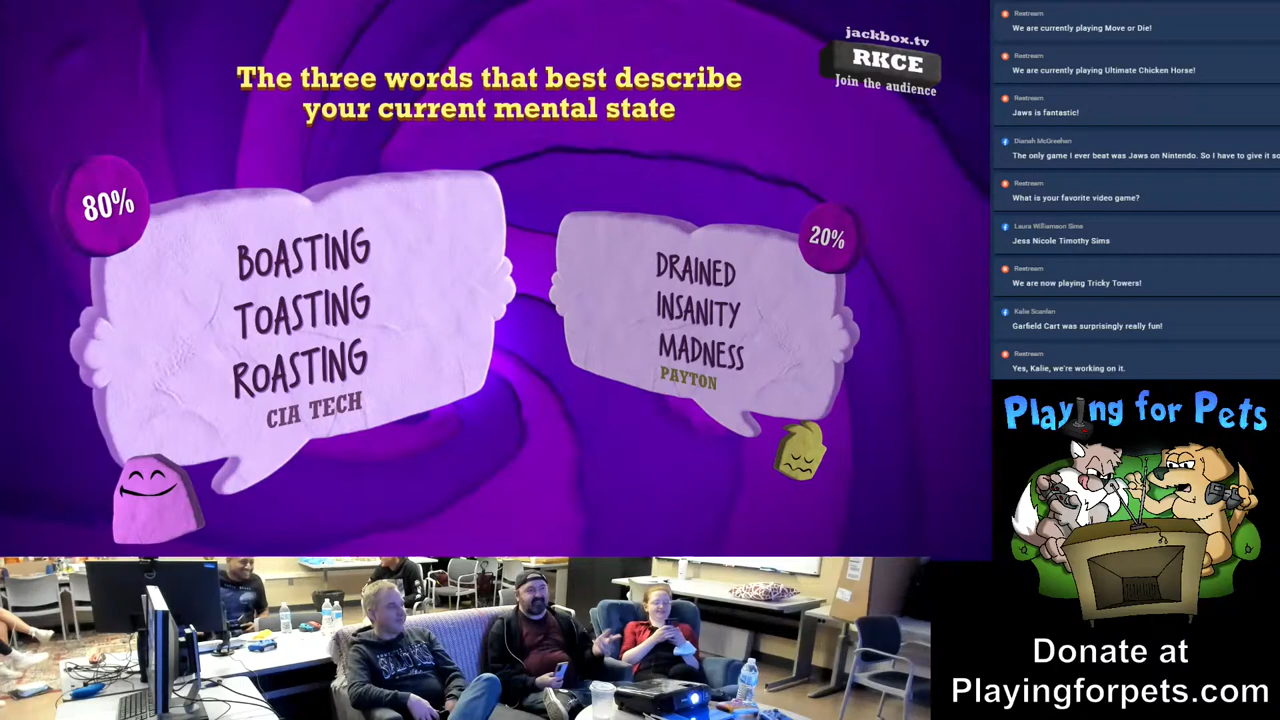 The three words that best describe
your current mental state
jackbox.tv
RKCE
Join the audience
80%
BOASTING
TOASTING
ROASTING
CIA TECH
20%
DRAINED
INSANITY
MADNESS
PAYTON
Restream
We are currently playing Move or Die!
Restream
We are currently playing Ultimate Chicken Horse!
Restream
Jaws is fantastic!
Dianah McGreehan
The only game I ever beat was Jaws on Nintendo. So I have to give it
Restream
What is your favorite video game?
Laura Williamson Sims
Jess Nicole Timothy Sims
Restream
We are now playing Tricky Towers!
Kalie Scanlan
Garfield Cart was surprisingly really fun!
Restream
Yes, Kalie, we're working on it.
Playing for Pets
Donate at
Playingforpets.com